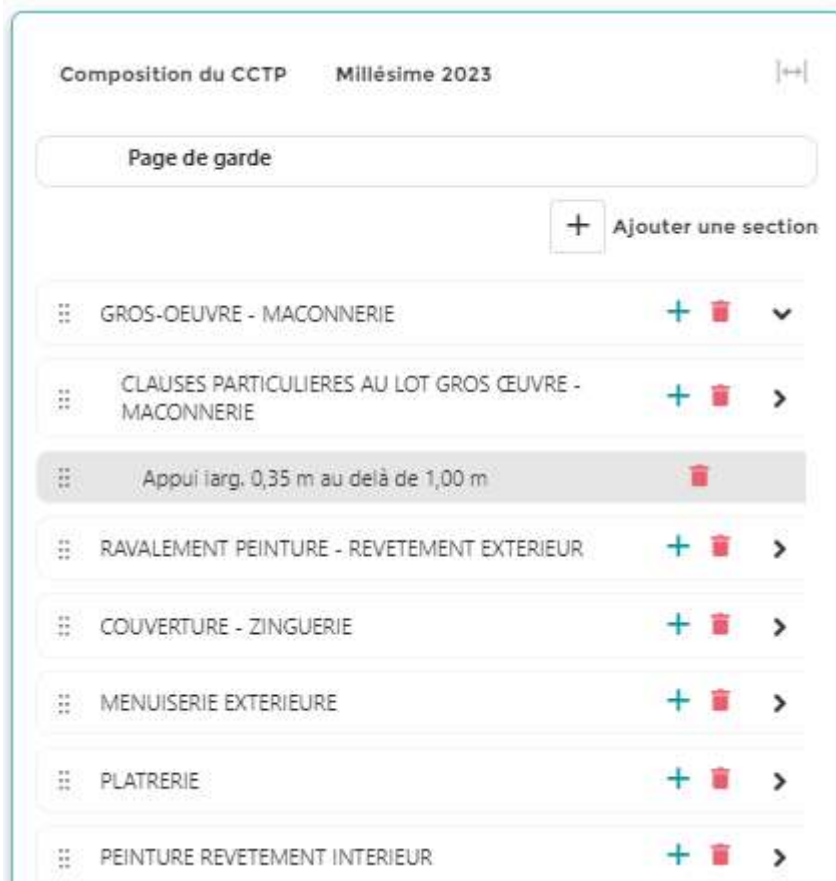 Composition du CCTP Millésime 2023
Page de garde
Ajouter une section
GROS-OEUVRE - MACONNERIE
CLAUSES PARTICULIERES AU LOT GROS ŒUVRE -
MACONNERIE
Appui larg. 0,35 m au delà de 1,00 m
RAVALEMENT PEINTURE - REVETEMENT EXTERIEUR
COUVERTURE - ZINGUERIE
MENUISERIE EXTERIEURE
PLATRERIE
PEINTURE REVETEMENT INTERIEUR